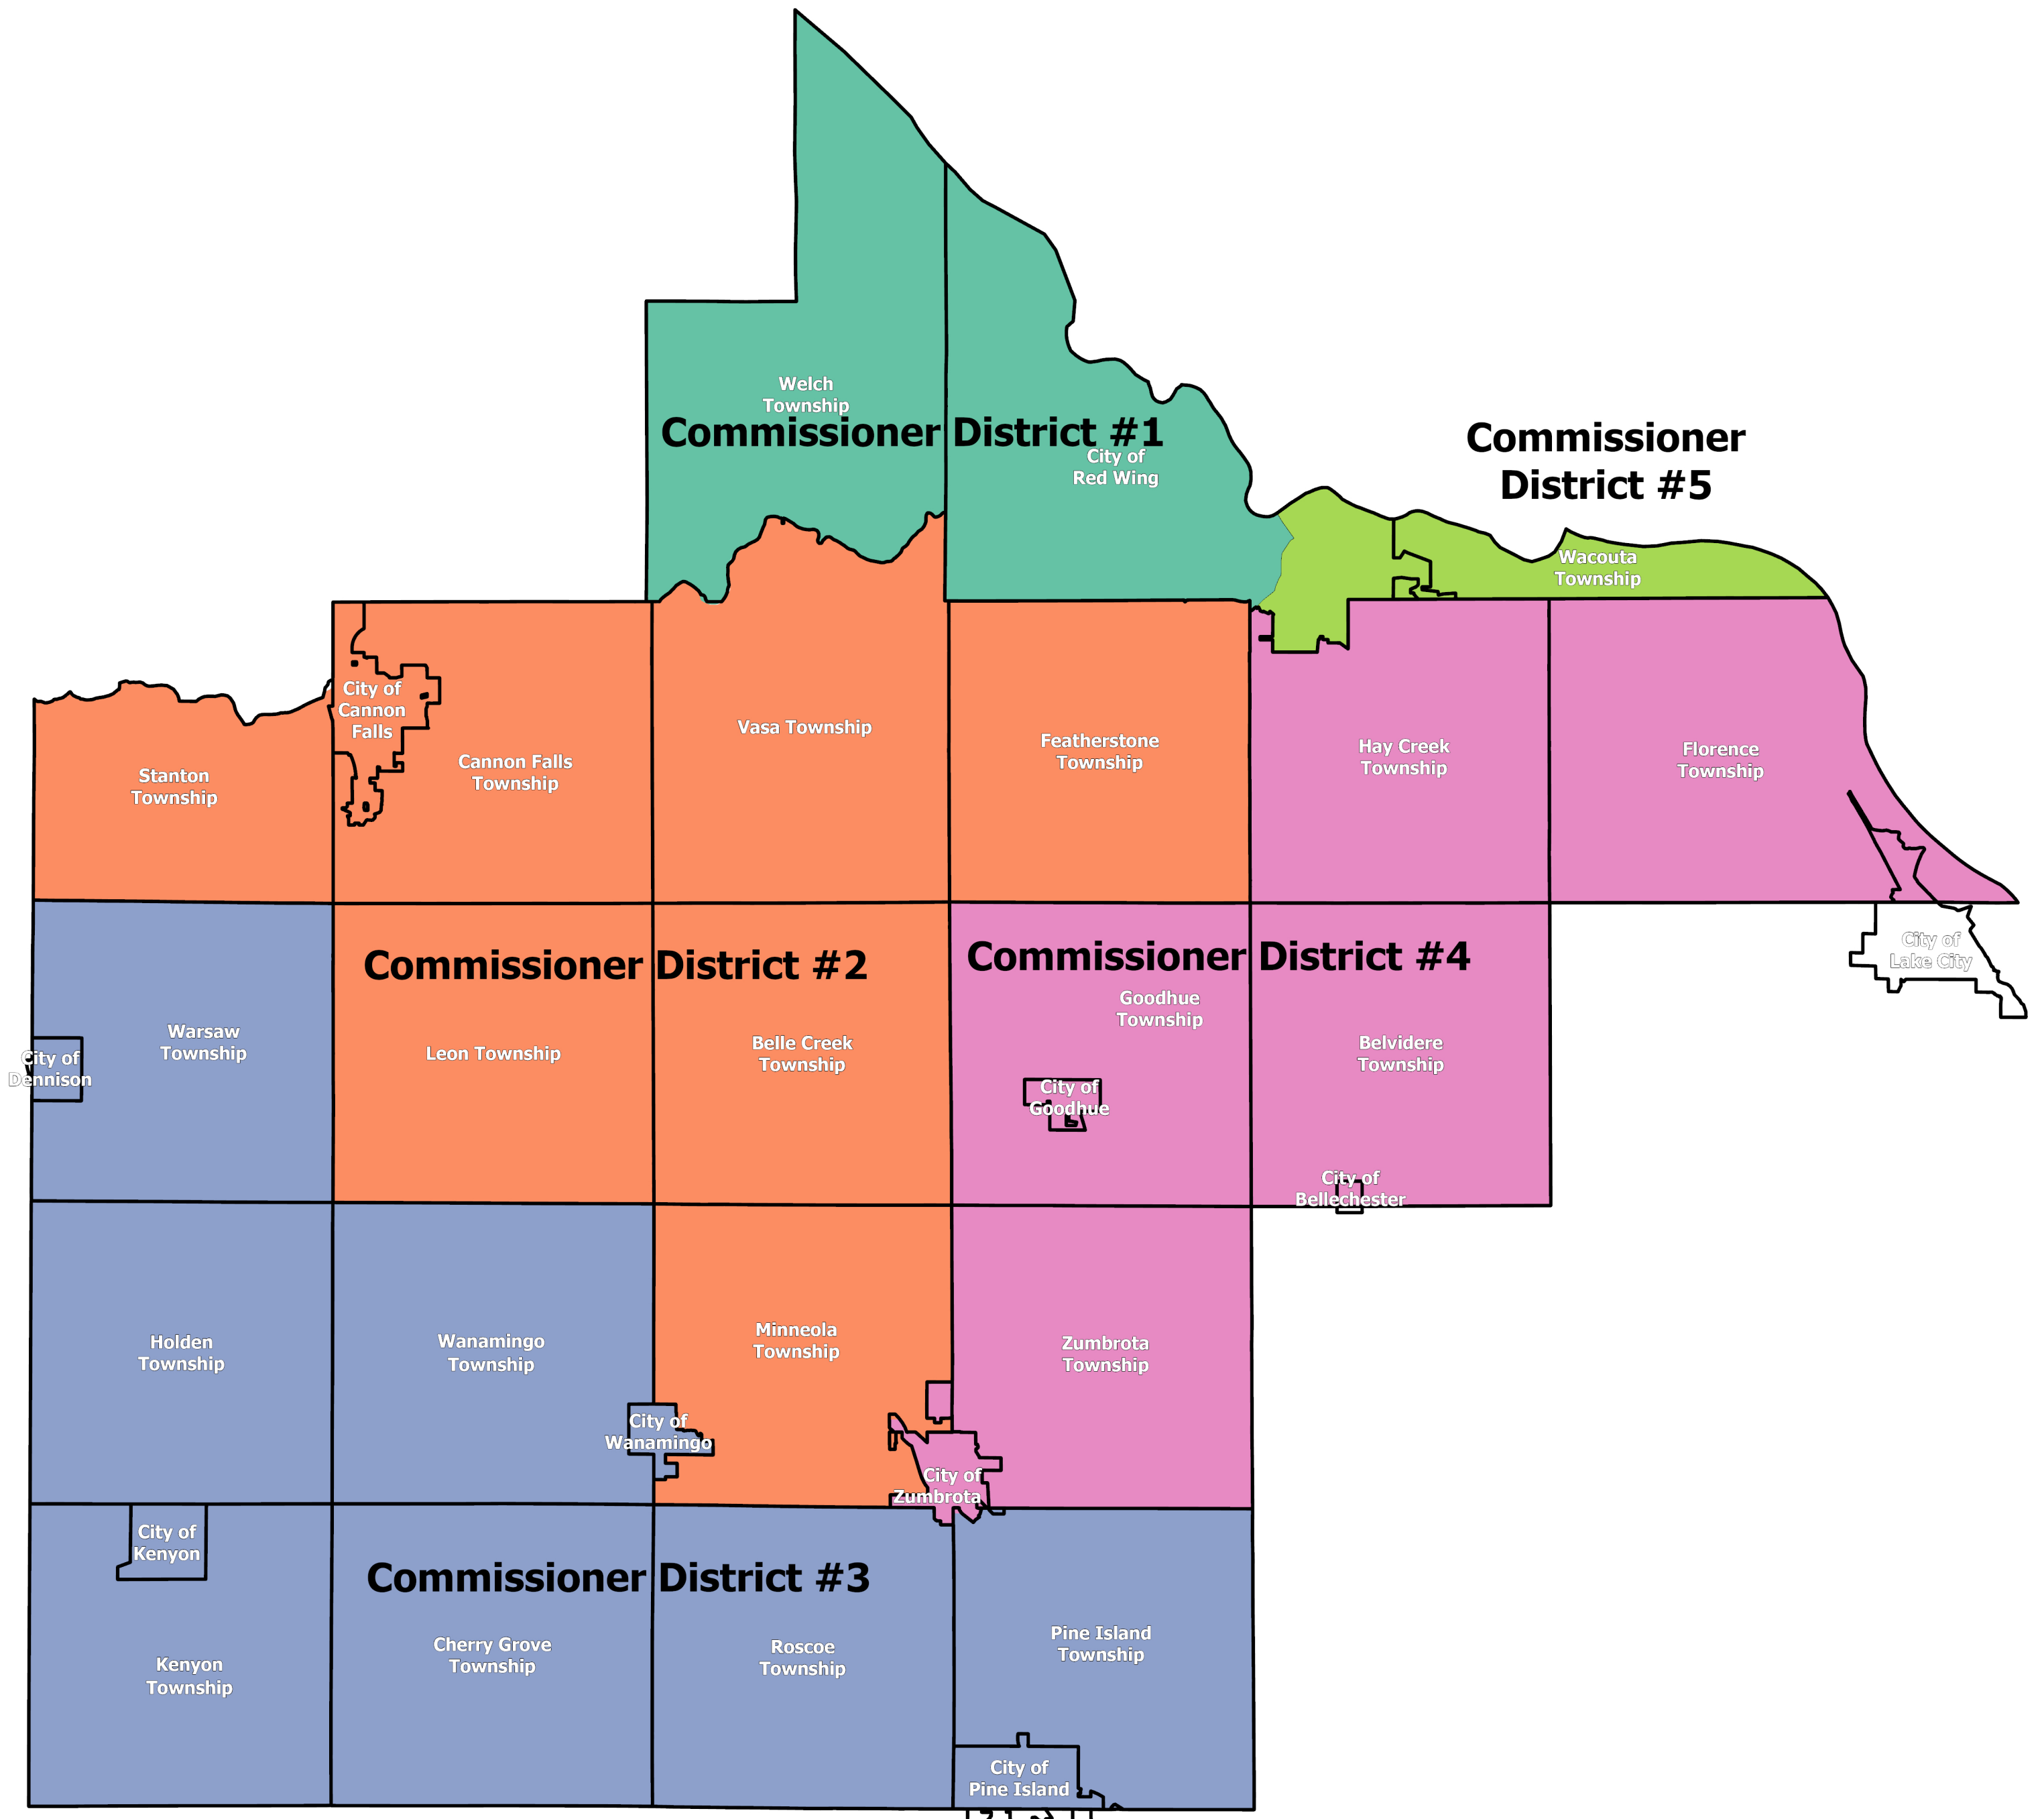 Welch
Township
Commissioner District #1
City of
Red Wing
Commissioner
District #5
Wacouta
Township
City of
Cannon
Falls
Stanton
Township
Cannon Falls
Township
Vasa Township
Featherstone
Township
Hay Creek
Township
Florence
Township
Commissioner District #2
Commissioner District #4
City of
Lake City
Warsaw
Township
City of
Dennison
Leon Township
Belle Creek
Township
Goodhue
Township
City of
Goodhue
Belvidere
Township
City of
Bellechester
Holden
Township
Wanamingo
Township
Minneola
Township
Zumbrota
Township
City of
Wanamingo
City of
Zumbrota
City of
Kenyon
Commissioner District #3
Kenyon
Township
Cherry Grove
Township
Roscoe
Township
Pine Island
Township
City of
Pine Island